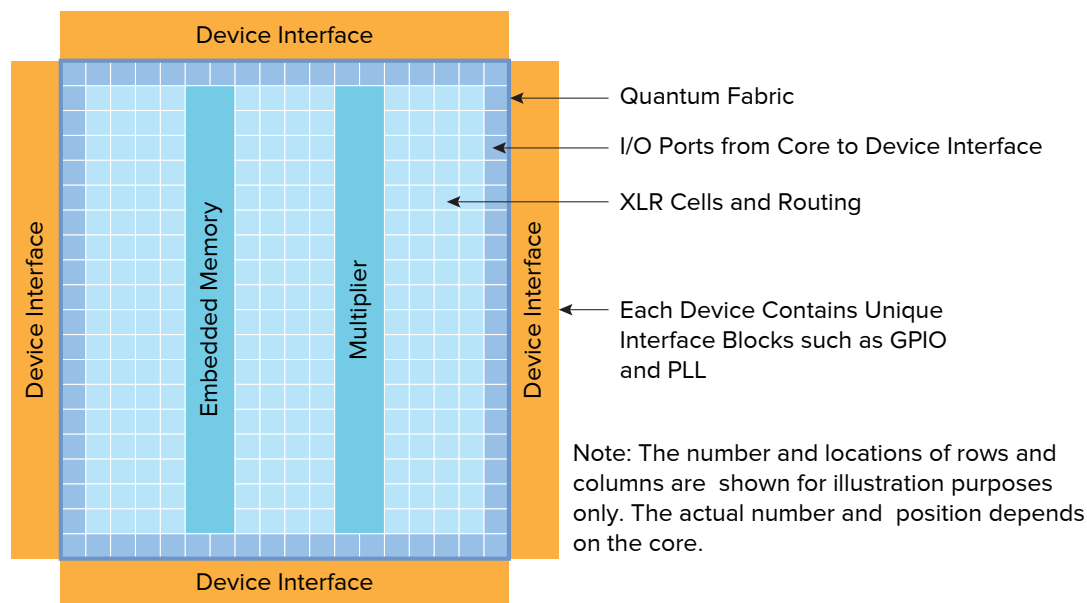 Device Interface
Quantum Fabric
I/O Ports from Core to Device Interface
XLR Cells and Routing
Device Interface
Embedded Memory
Multiplier
Device Interface
Each Device Contains Unique
Interface Blocks such as GPIO
and PLL
Note: The number and locations of rows and
columns are shown for illustration purposes
only. The actual number and position depends
on the core.
Device Interface